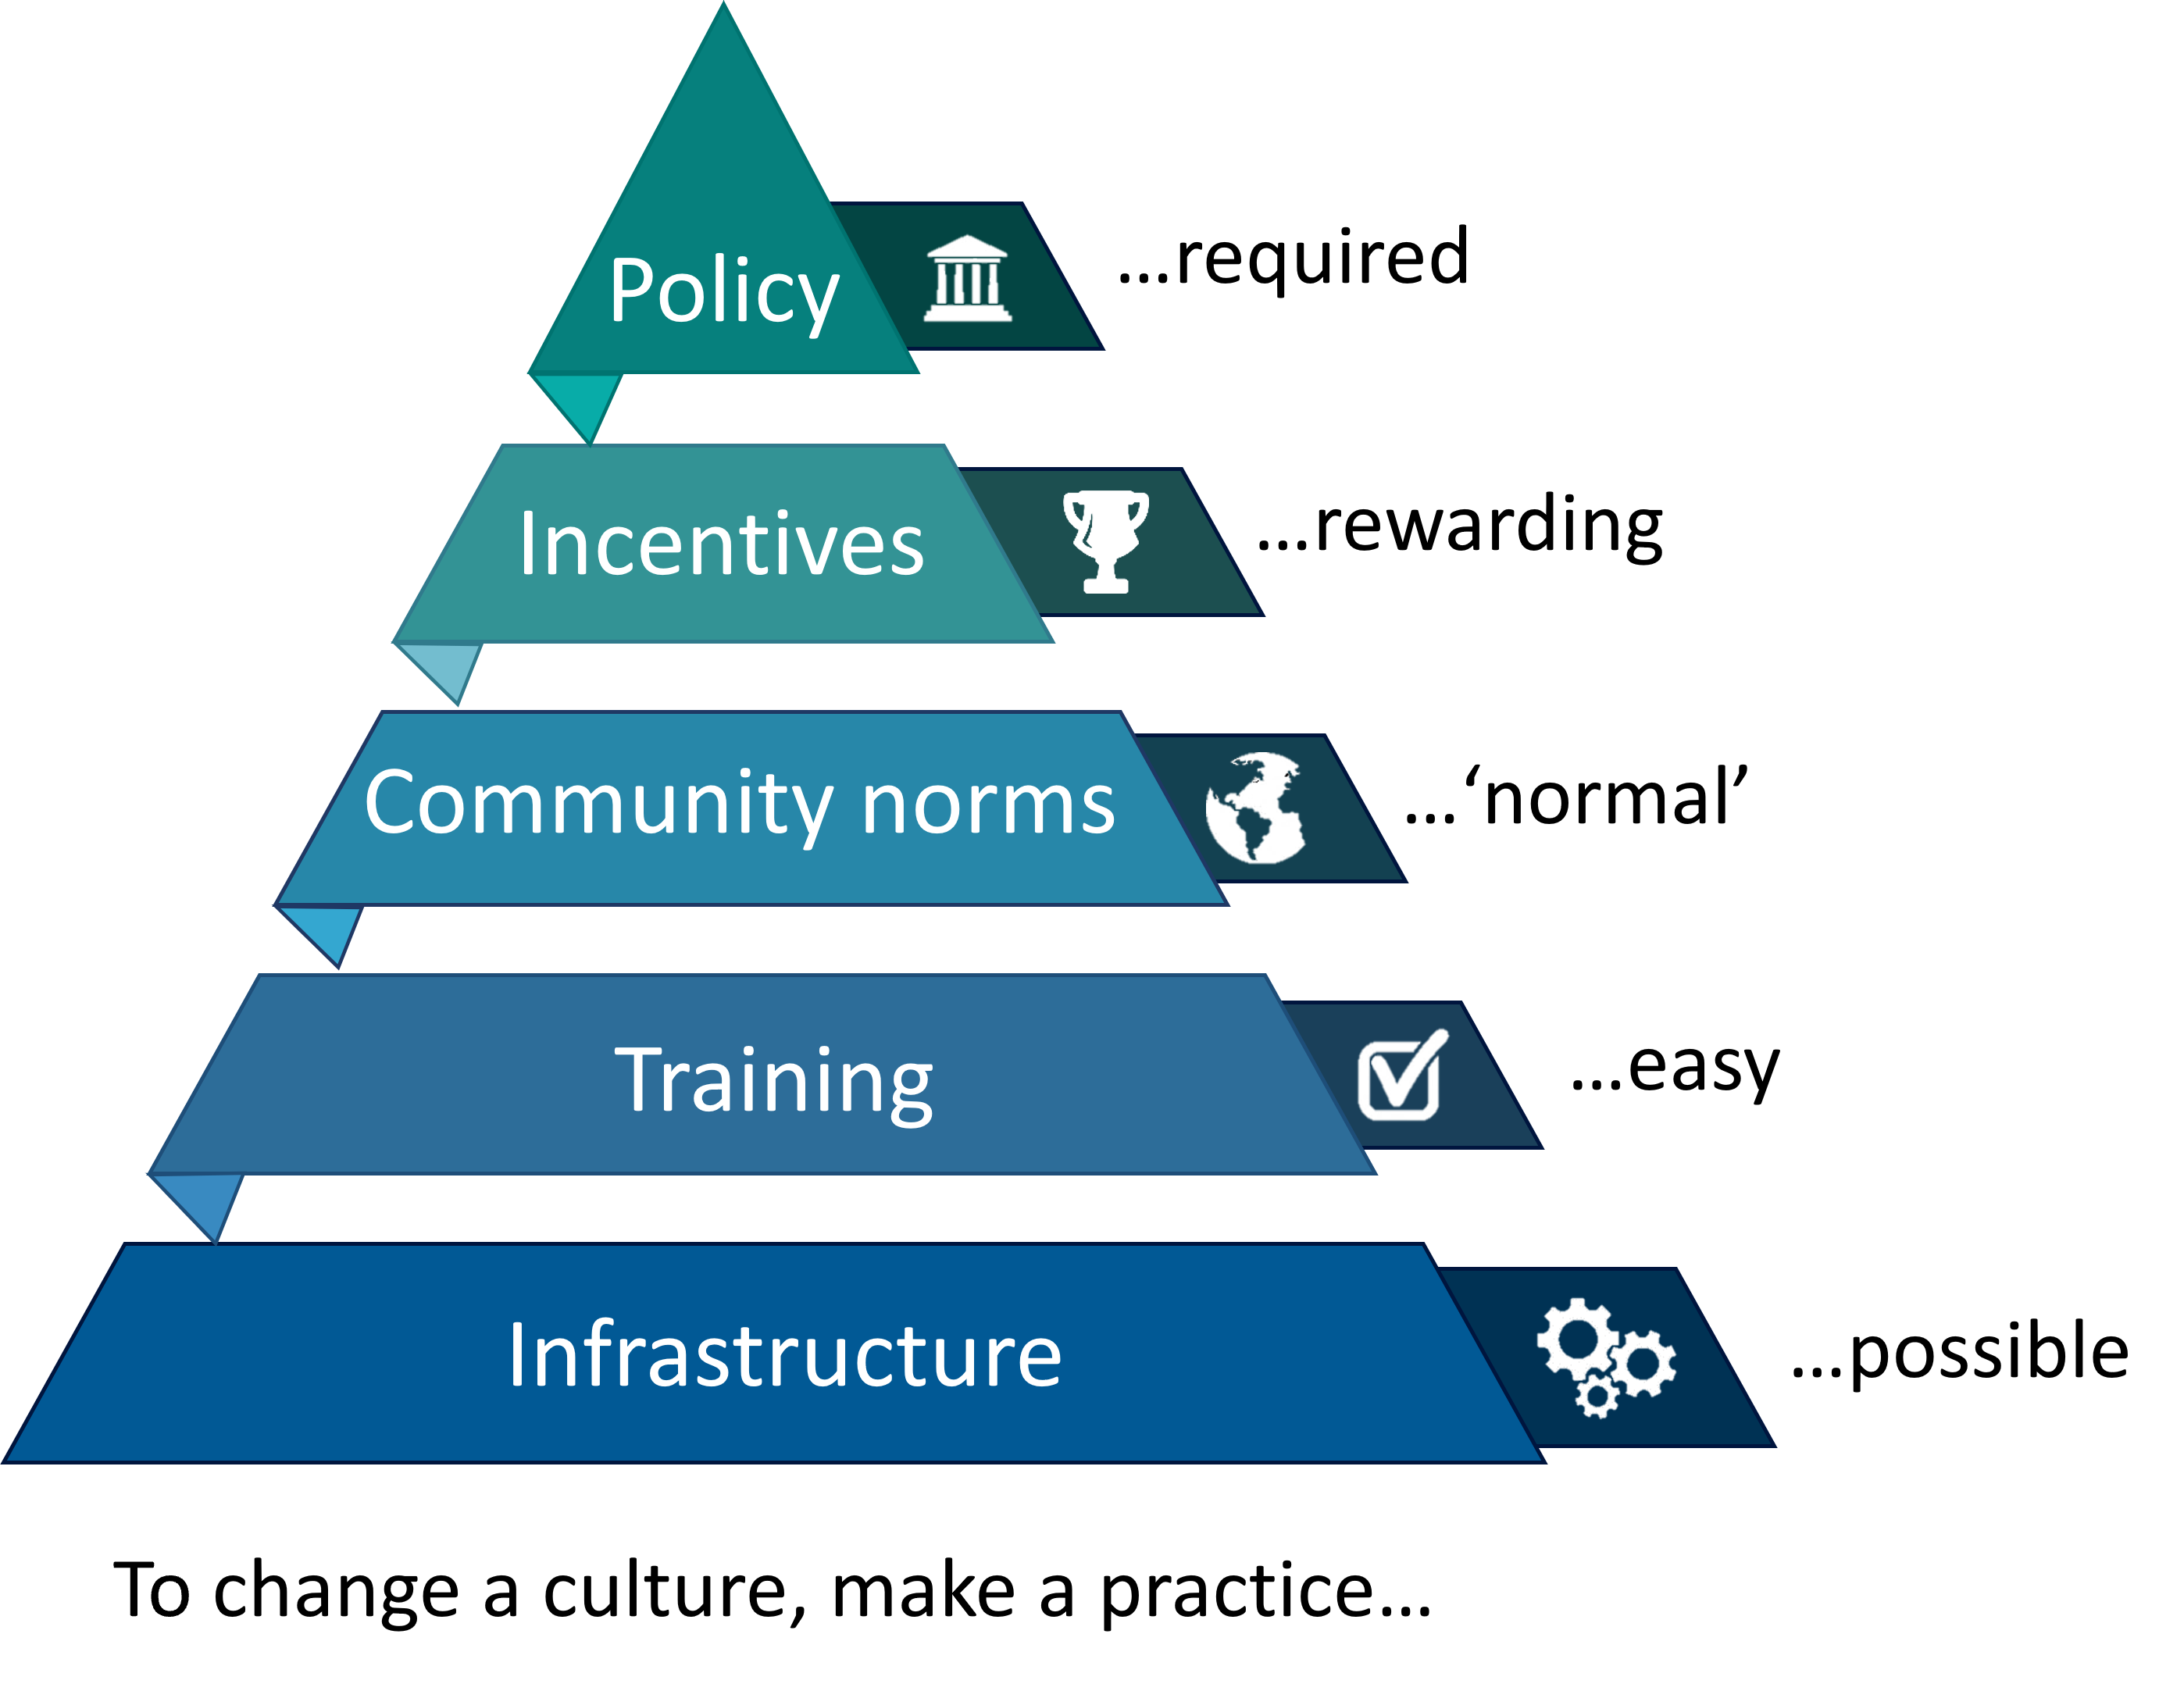 Policy
...required
Incentives
...rewarding
Community norms
...‘normal’
Training
...easy
Infrastructure
...possible
To change a culture, make a practice...